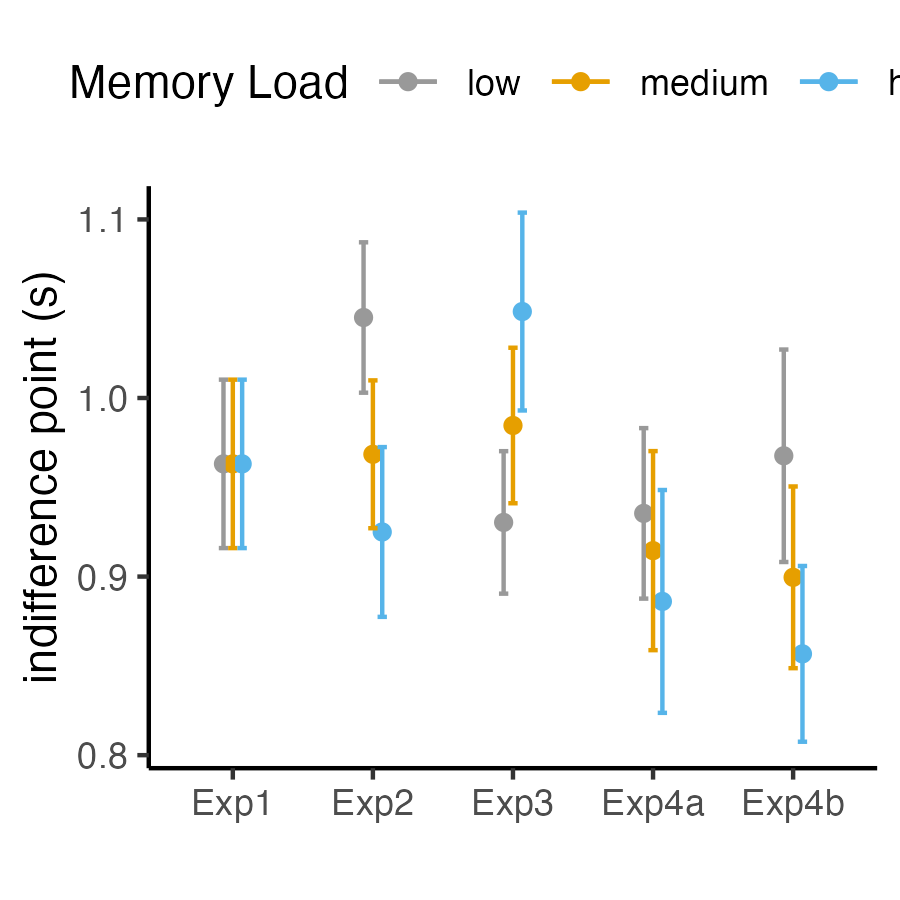 Memory Load low medium h
1.1
1.0
0.9
0.8
indifference point (s)
Exp1 Exp2 Exp3 Exp4a Exp4b